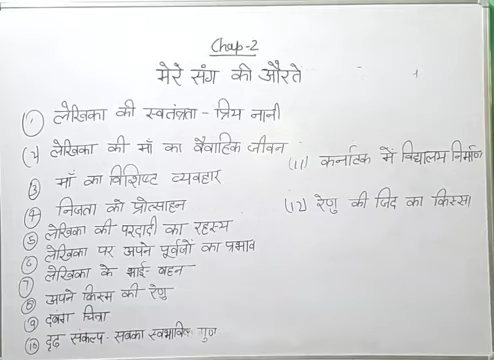 Chap-2
मेरे संग की औरतें
(1) लेखिका की स्वतंत्रता - प्रिय नानी
(2) लेखिका की माँ का वैवाहिक जीवन
(3) माँ का विशिष्ट व्यवहार
(4) निजता को प्रोत्साहन
(5) लेखिका की परदादी का रहस्य
(6) लेखिका पर अपने पूर्वजों का प्रभाव
(7) लेखिका के भाई-बहन
(8) अपने किस्म की रेणु
(9) चित्रा
(10) दृढ़ संकल्प - सबका स्वभाविक गुण
(11) कर्नाटक में विद्यालय निर्माण
(12) रेणु की जिद का किस्सा